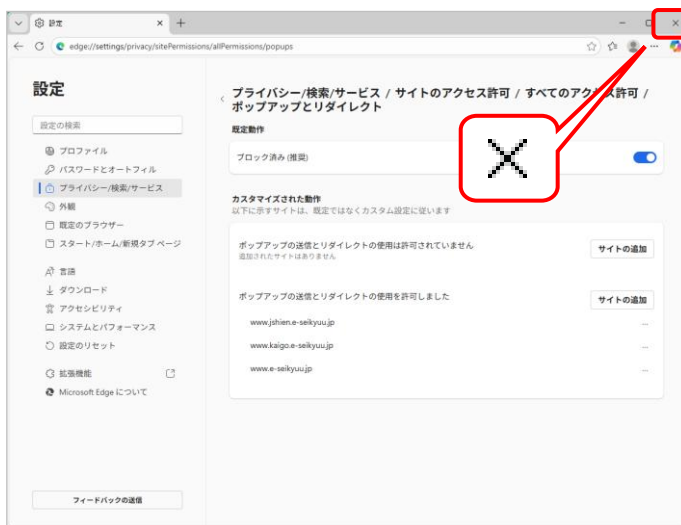 設定
edge://settings/privacy/sitePermissions/allPermissions/popups
設定
設定の検索
プロファイル
パスワードとオートフィル
プライバシー/検索/サービス
外観
既定のブラウザー
スタート/ホーム/新規タブ ページ
言語
ダウンロード
アクセシビリティ
システムとパフォーマンス
設定のリセット
拡張機能
Microsoft Edge について
フィードバックの送信
プライバシー/検索/サービス / サイトのアクセス許可 / すべてのアクセス許可 /
ポップアップとリダイレクト
既定動作
ブロック済み (推奨)
カスタマイズされた動作
以下に示すサイトは、既定ではなくカスタム設定に従います
ポップアップの送信とリダイレクトの使用は許可されていません
追加されたサイトはありません
サイトの追加
ポップアップの送信とリダイレクトの使用を許可しました
サイトの追加
www.jshien.e-seikyuu.jp
www.kaigo.e-seikyuu.jp
www.e-seikyuu.jp